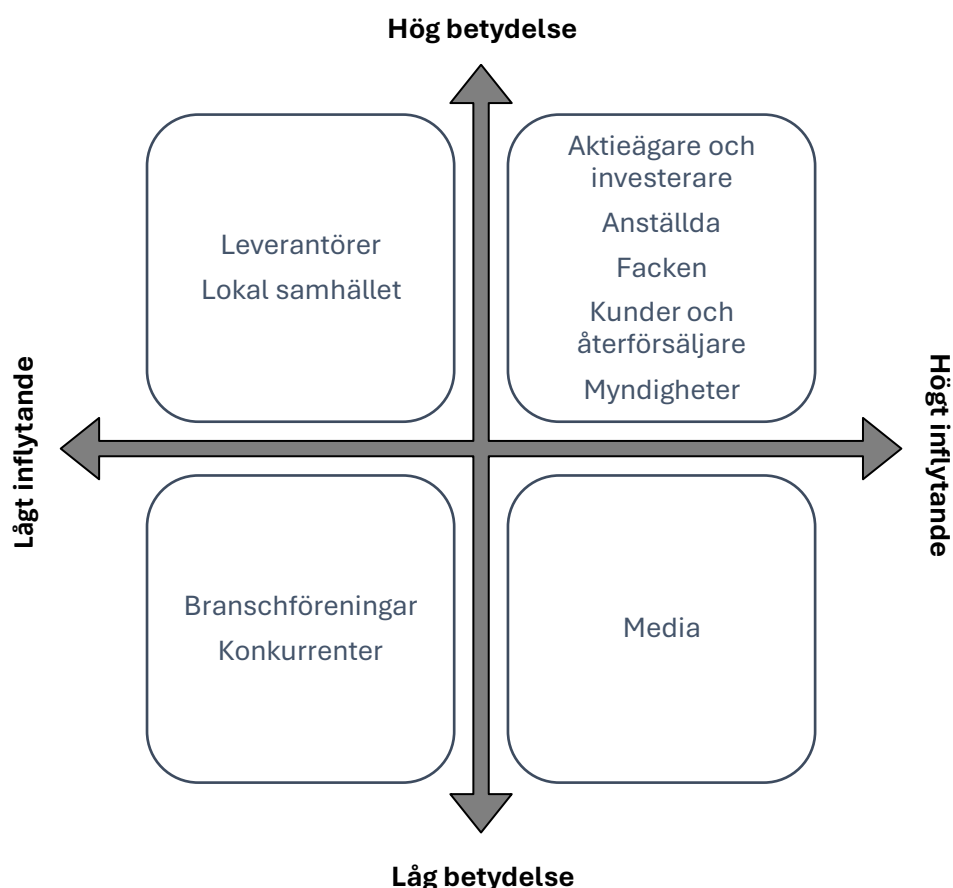 Hög betydelse
Aktieägare och
investerare
Anställda
Facken
Kunder och
återförsäljare
Myndigheter
Leverantörer
Lokal samhället
Lågt inflytande
Högt inflytande
Branschföreningar
Konkurrenter
Media
Låg betydelse